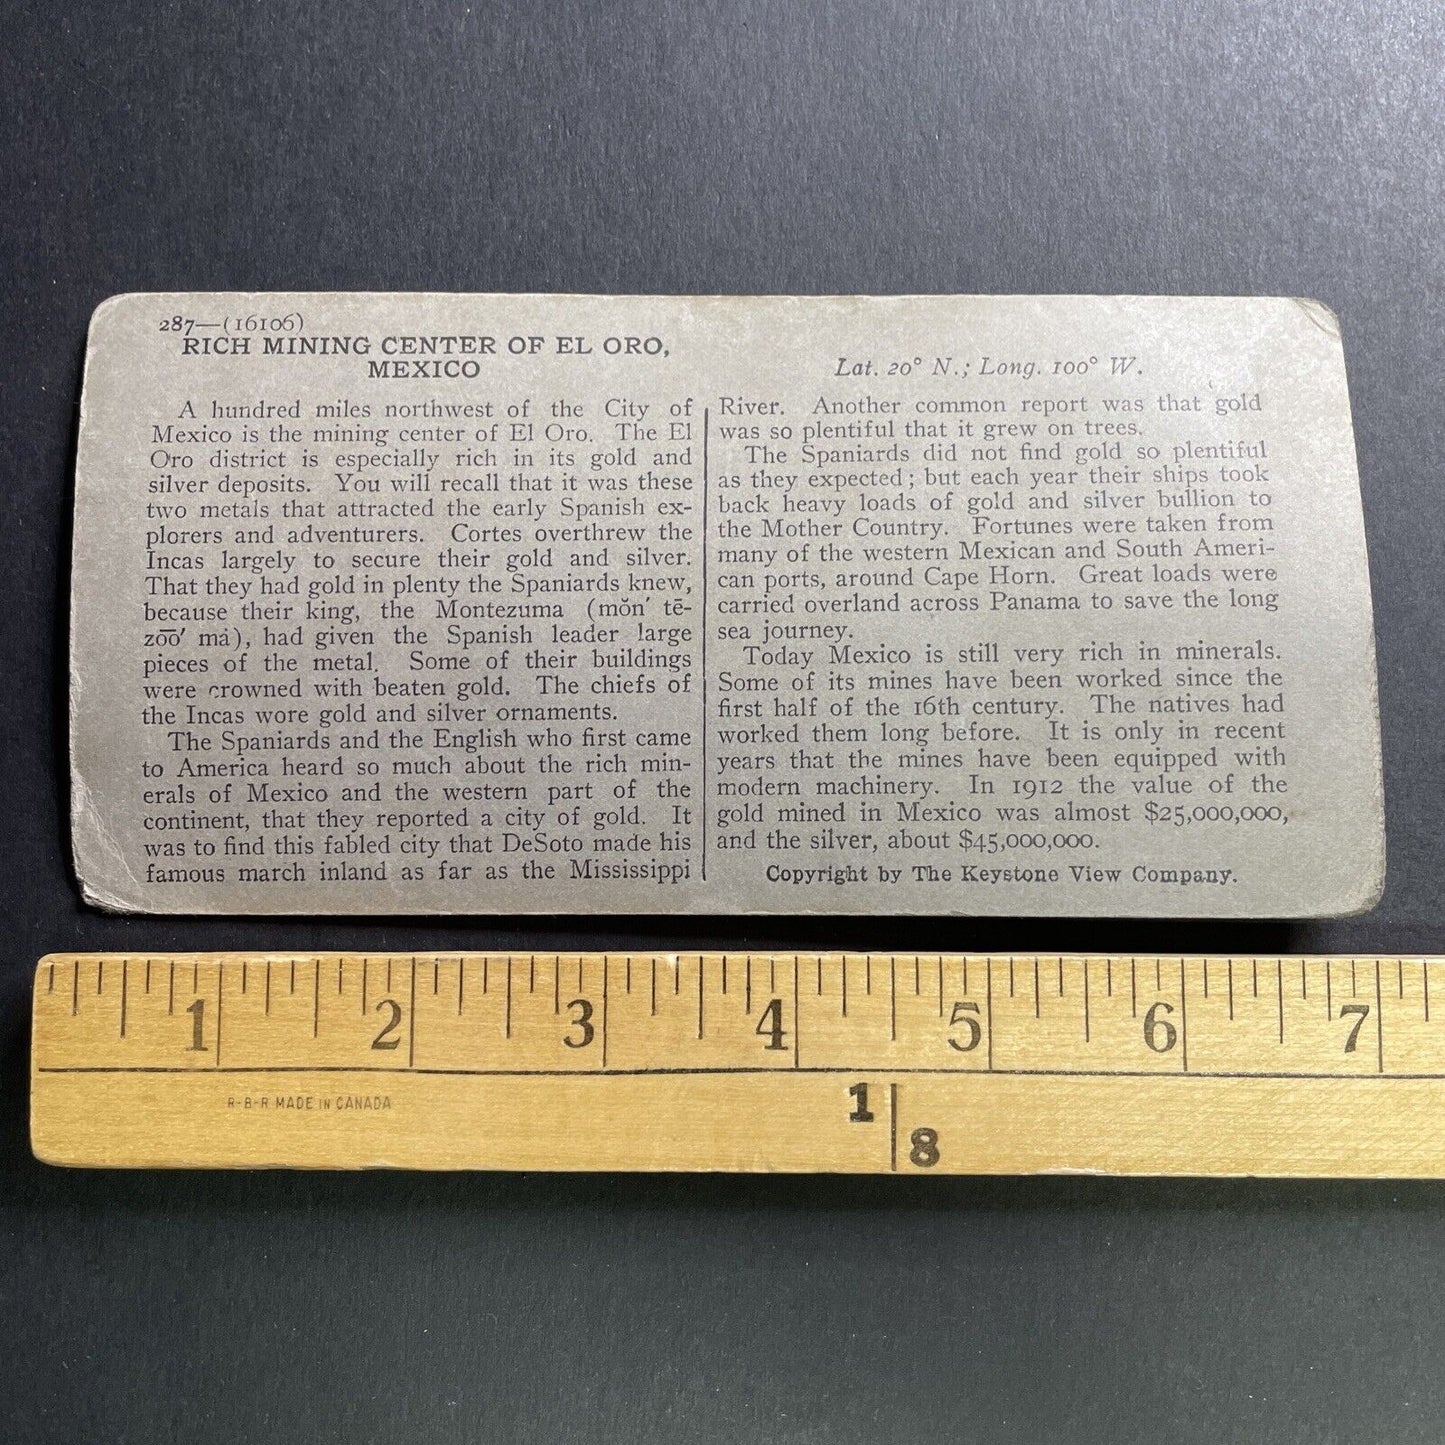 287—(16106)
RICH MINING CENTER OF EL ORO,
MEXICO
A hundred miles northwest of the City of
Mexico is the mining center of El Oro. The El
Oro district is especially rich in its gold and
silver deposits. You will recall that it was these
two metals that attracted the early Spanish ex-
plorers and adventurers. Cortes overthrew the
Incas largely to secure their gold and silver.
That they had gold in plenty the Spaniards knew,
because their king, the Montezuma (mŏn′ tē-
zo͞o′ má), had given the Spanish leader large
pieces of the metal. Some of their buildings
were crowned with beaten gold. The chiefs of
the Incas wore gold and silver ornaments.
The Spaniards and the English who first came
to America heard so much about the rich min-
erals of Mexico and the western part of the
continent, that they reported a city of gold. It
was to find this fabled city that DeSoto made his
famous march inland as far as the Mississippi
Lat. 20° N.; Long. 100° W.
River. Another common report was that gold
was so plentiful that it grew on trees.
The Spaniards did not find gold so plentiful
as they expected; but each year their ships took
back heavy loads of gold and silver bullion to
the Mother Country. Fortunes were taken from
many of the western Mexican and South Ameri-
can ports, around Cape Horn. Great loads were
carried overland across Panama to save the long
sea journey.
Today Mexico is still very rich in minerals.
Some of its mines have been worked since the
first half of the 16th century. The natives had
worked them long before. It is only in recent
years that the mines have been equipped with
modern machinery. In 1912 the value of the
gold mined in Mexico was almost $25,000,000,
and the silver, about $45,000,000.
Copyright by The Keystone View Company.
1 2 3 4 5 6 7
R-B-R MADE IN CANADA
1
8